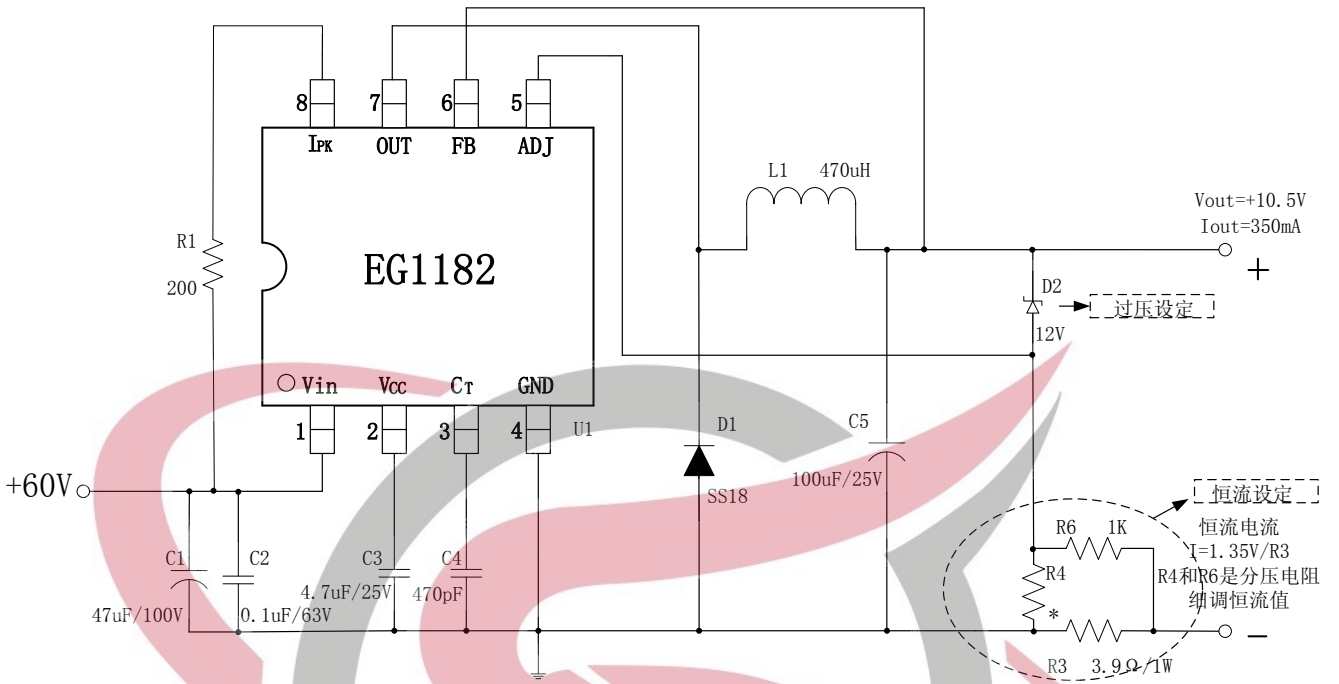 8
7
6
5
IPK
OUT
FB
ADJ
L1 470uH
Vout=+10.5V
Iout=350mA
+
R1
200
EG1182
D2
过压设定
12V
Vin
VCC
CT
GND
1
2
3
4
U1
D1
SS18
C5
100uF/25V
+60V
恒流设定
恒流电流
I=1.35V/R3
R4和R6是分压电阻
细调恒流值
R6 1K
R4
*
C1
47uF/100V
C2
0.1uF/63V
C3
4.7uF/25V
C4
470pF
R3 3.9Ω/1W
−